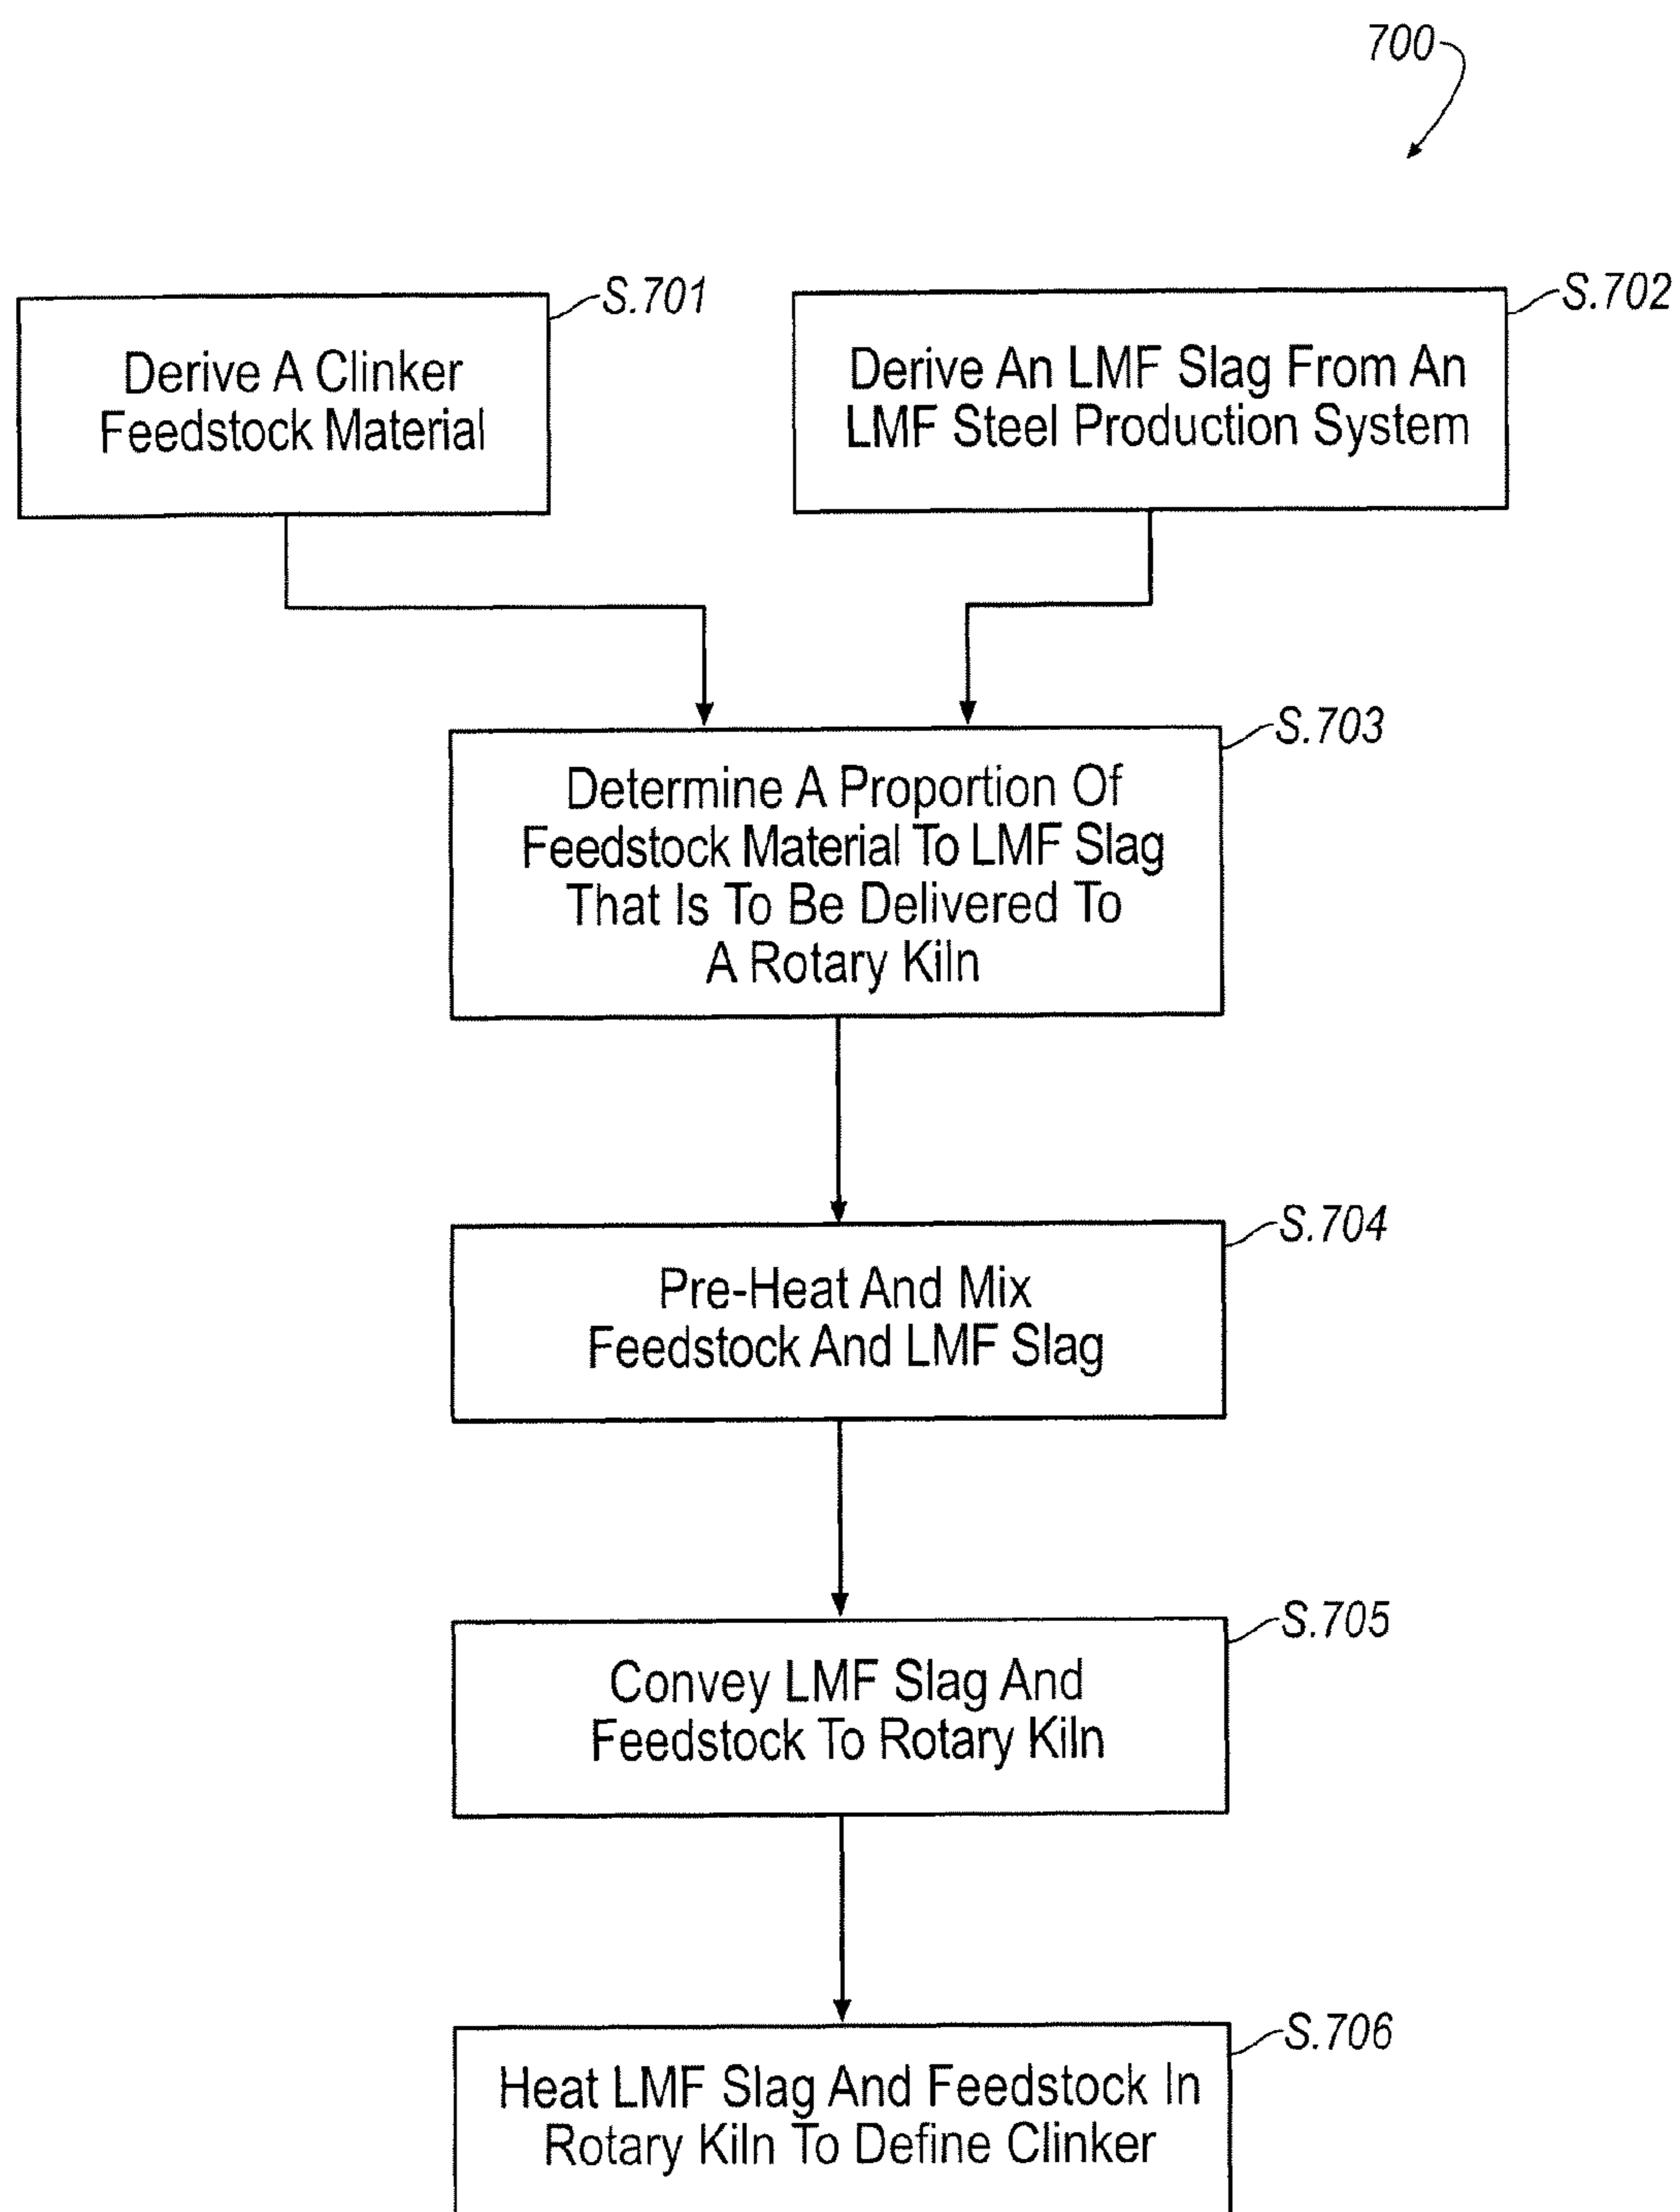 700
S.701
Derive A Clinker
Feedstock Material
S.702
Derive An LMF Slag From An
LMF Steel Production System
S.703
Determine A Proportion Of
Feedstock Material To LMF Slag
That Is To Be Delivered To
A Rotary Kiln
S.704
Pre-Heat And Mix
Feedstock And LMF Slag
S.705
Convey LMF Slag And
Feedstock To Rotary Kiln
S.706
Heat LMF Slag And Feedstock In
Rotary Kiln To Define Clinker